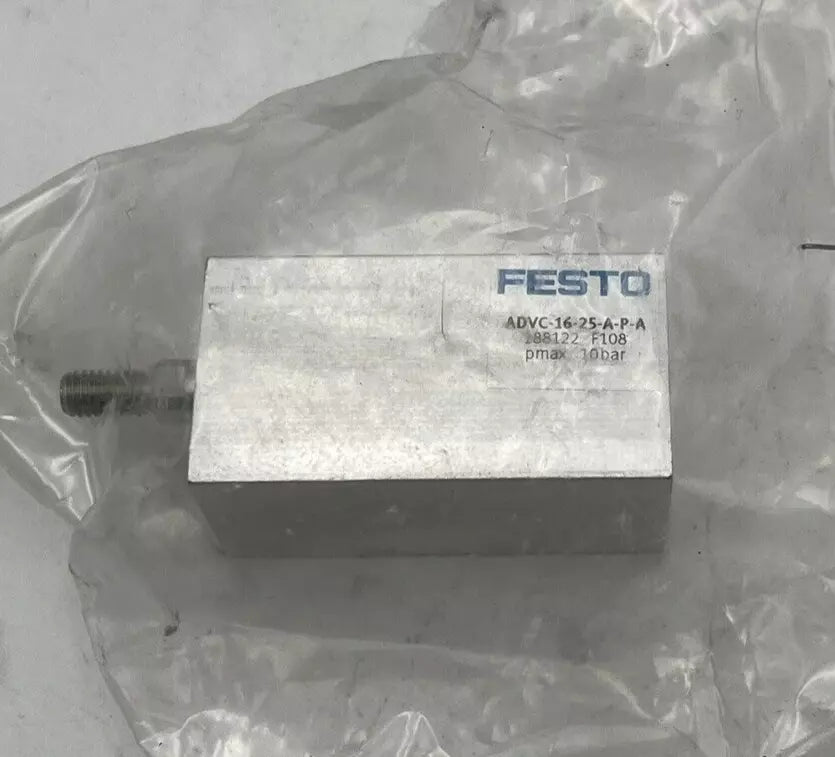 FESTO
ADVC-16-25-A-P-A
188122 F108
pmax 10bar